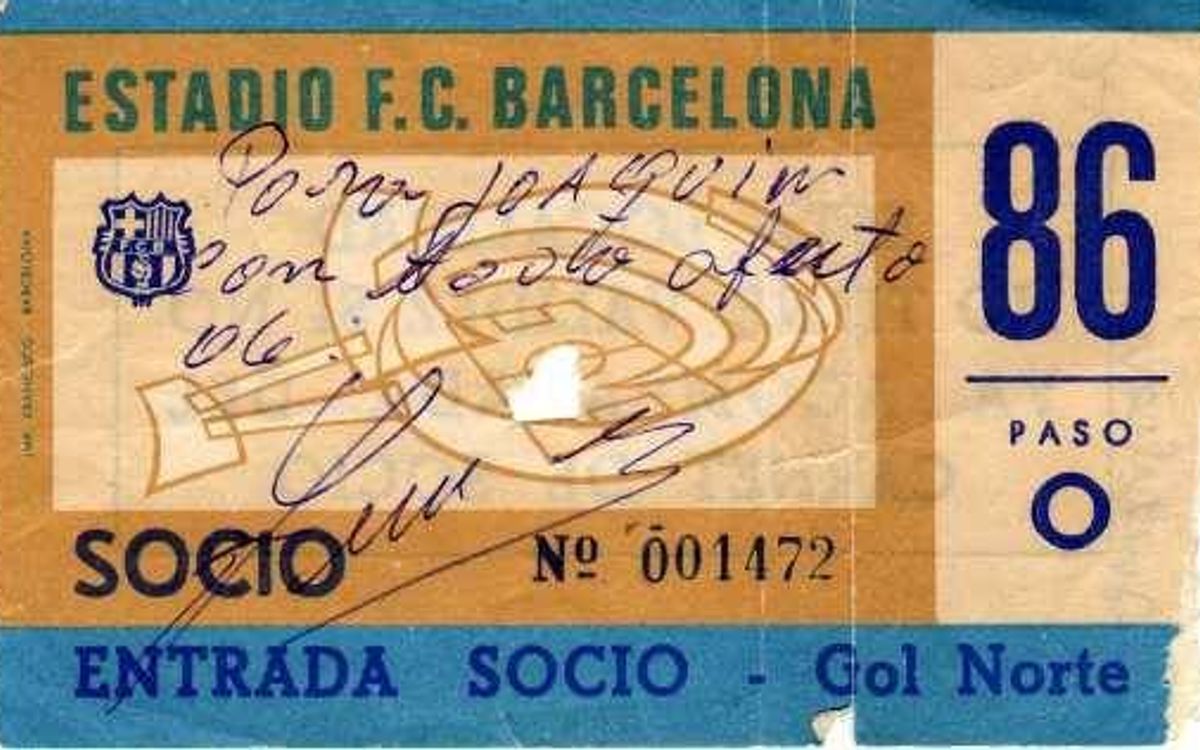 ESTADIO F.C. BARCELONA
Para JOAQUIN
con todo afecto
06.
F C B
86
PASO
O
SOCIO
Nº 001472
ENTRADA SOCIO - Gol Norte